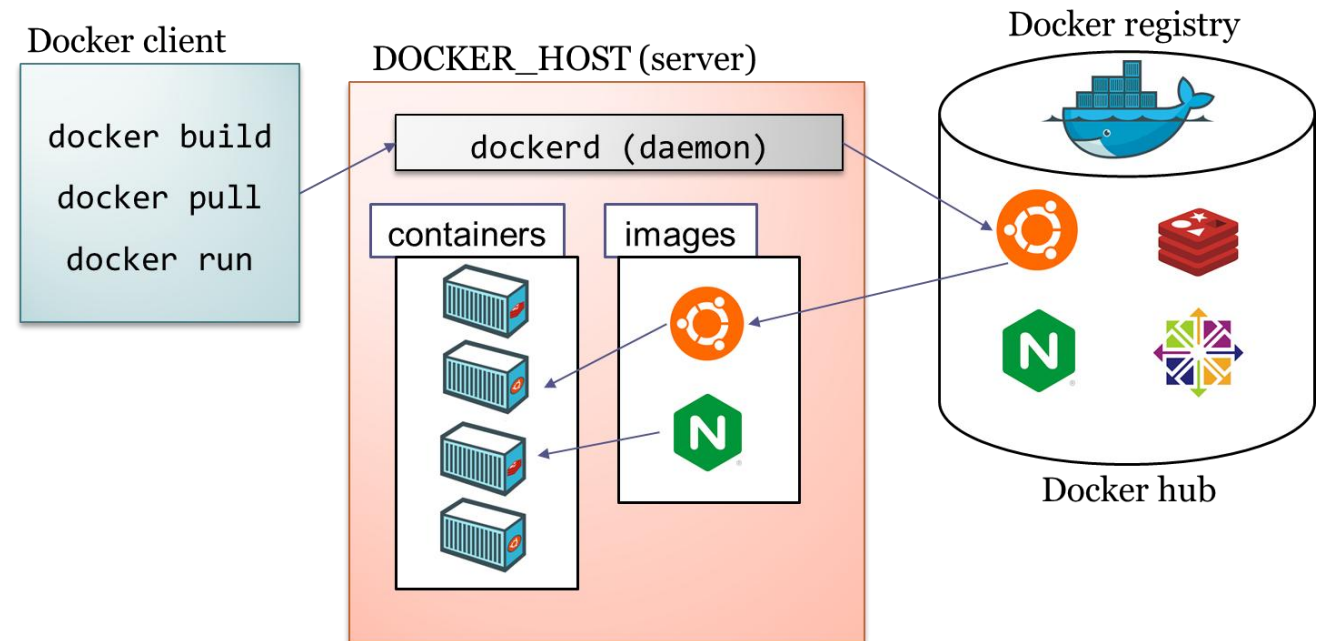 Docker client
docker build
docker pull
docker run
DOCKER_HOST (server)
dockerd (daemon)
containers
images
N
Docker registry
N
Docker hub